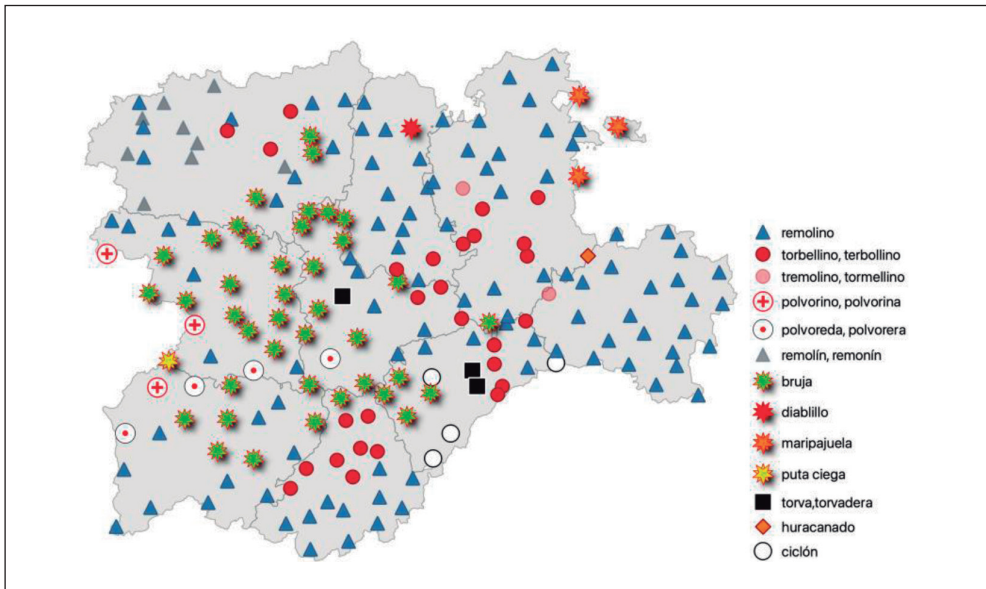 remolino
torbellino, terbollino
tremolino, tormellino
polvorino, polvorina
polvoreda, polvorera
remolín, remonín
bruja
diablillo
maripajuela
puta ciega
torva,torvadera
huracanado
ciclón